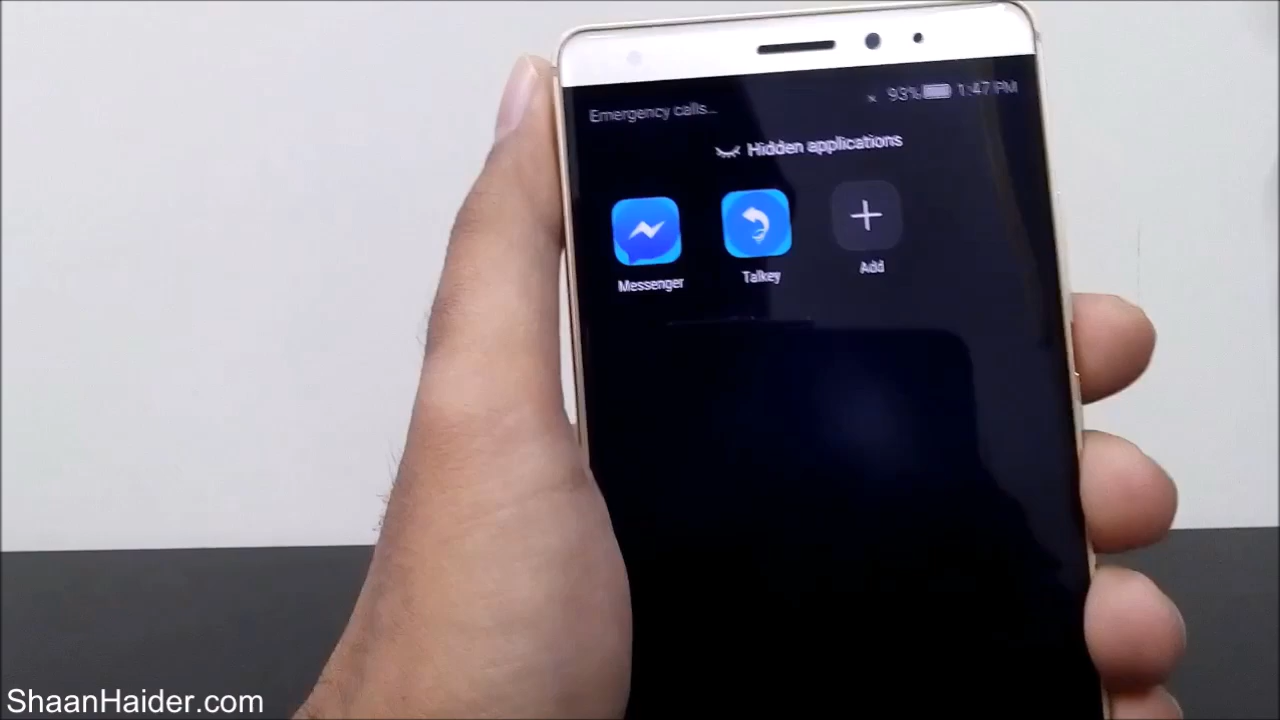 Emergency calls...
93% 1:47 PM
Hidden applications
Messenger
Talkey
Add
ShaanHaider.com